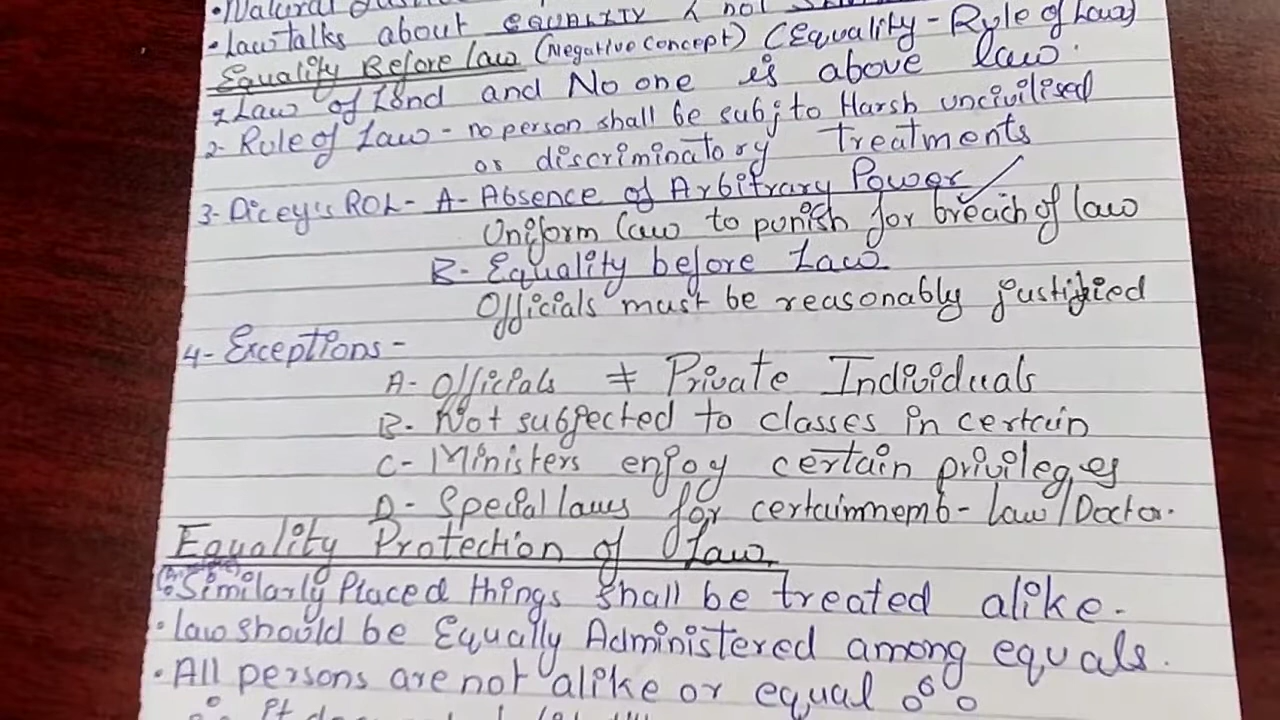 • Natural
• Law talks about equality & not
Equality Before law (Negative concept) (Equality - Rule of Law)
1 Law of Land and No one is above law.
2- Rule of Law - no person shall be subj to Harsh uncivilised
or discriminatory treatments
3- Dicey's ROL - A - Absence of Arbitrary Power
Uniform law to punish for breach of law
B- Equality before Law
Officials must be reasonably justified
4- Exceptions -
A- Officials ≠ Private Individuals
B- Not subjected to classes in certain
C- Ministers enjoy certain privileges
D- Special laws for certain memb - Law/Doctor.
Equality Protection of law
Similarly Placed things shall be treated alike.
• law should be Equally Administered among equals.
• All persons are not alike or equal